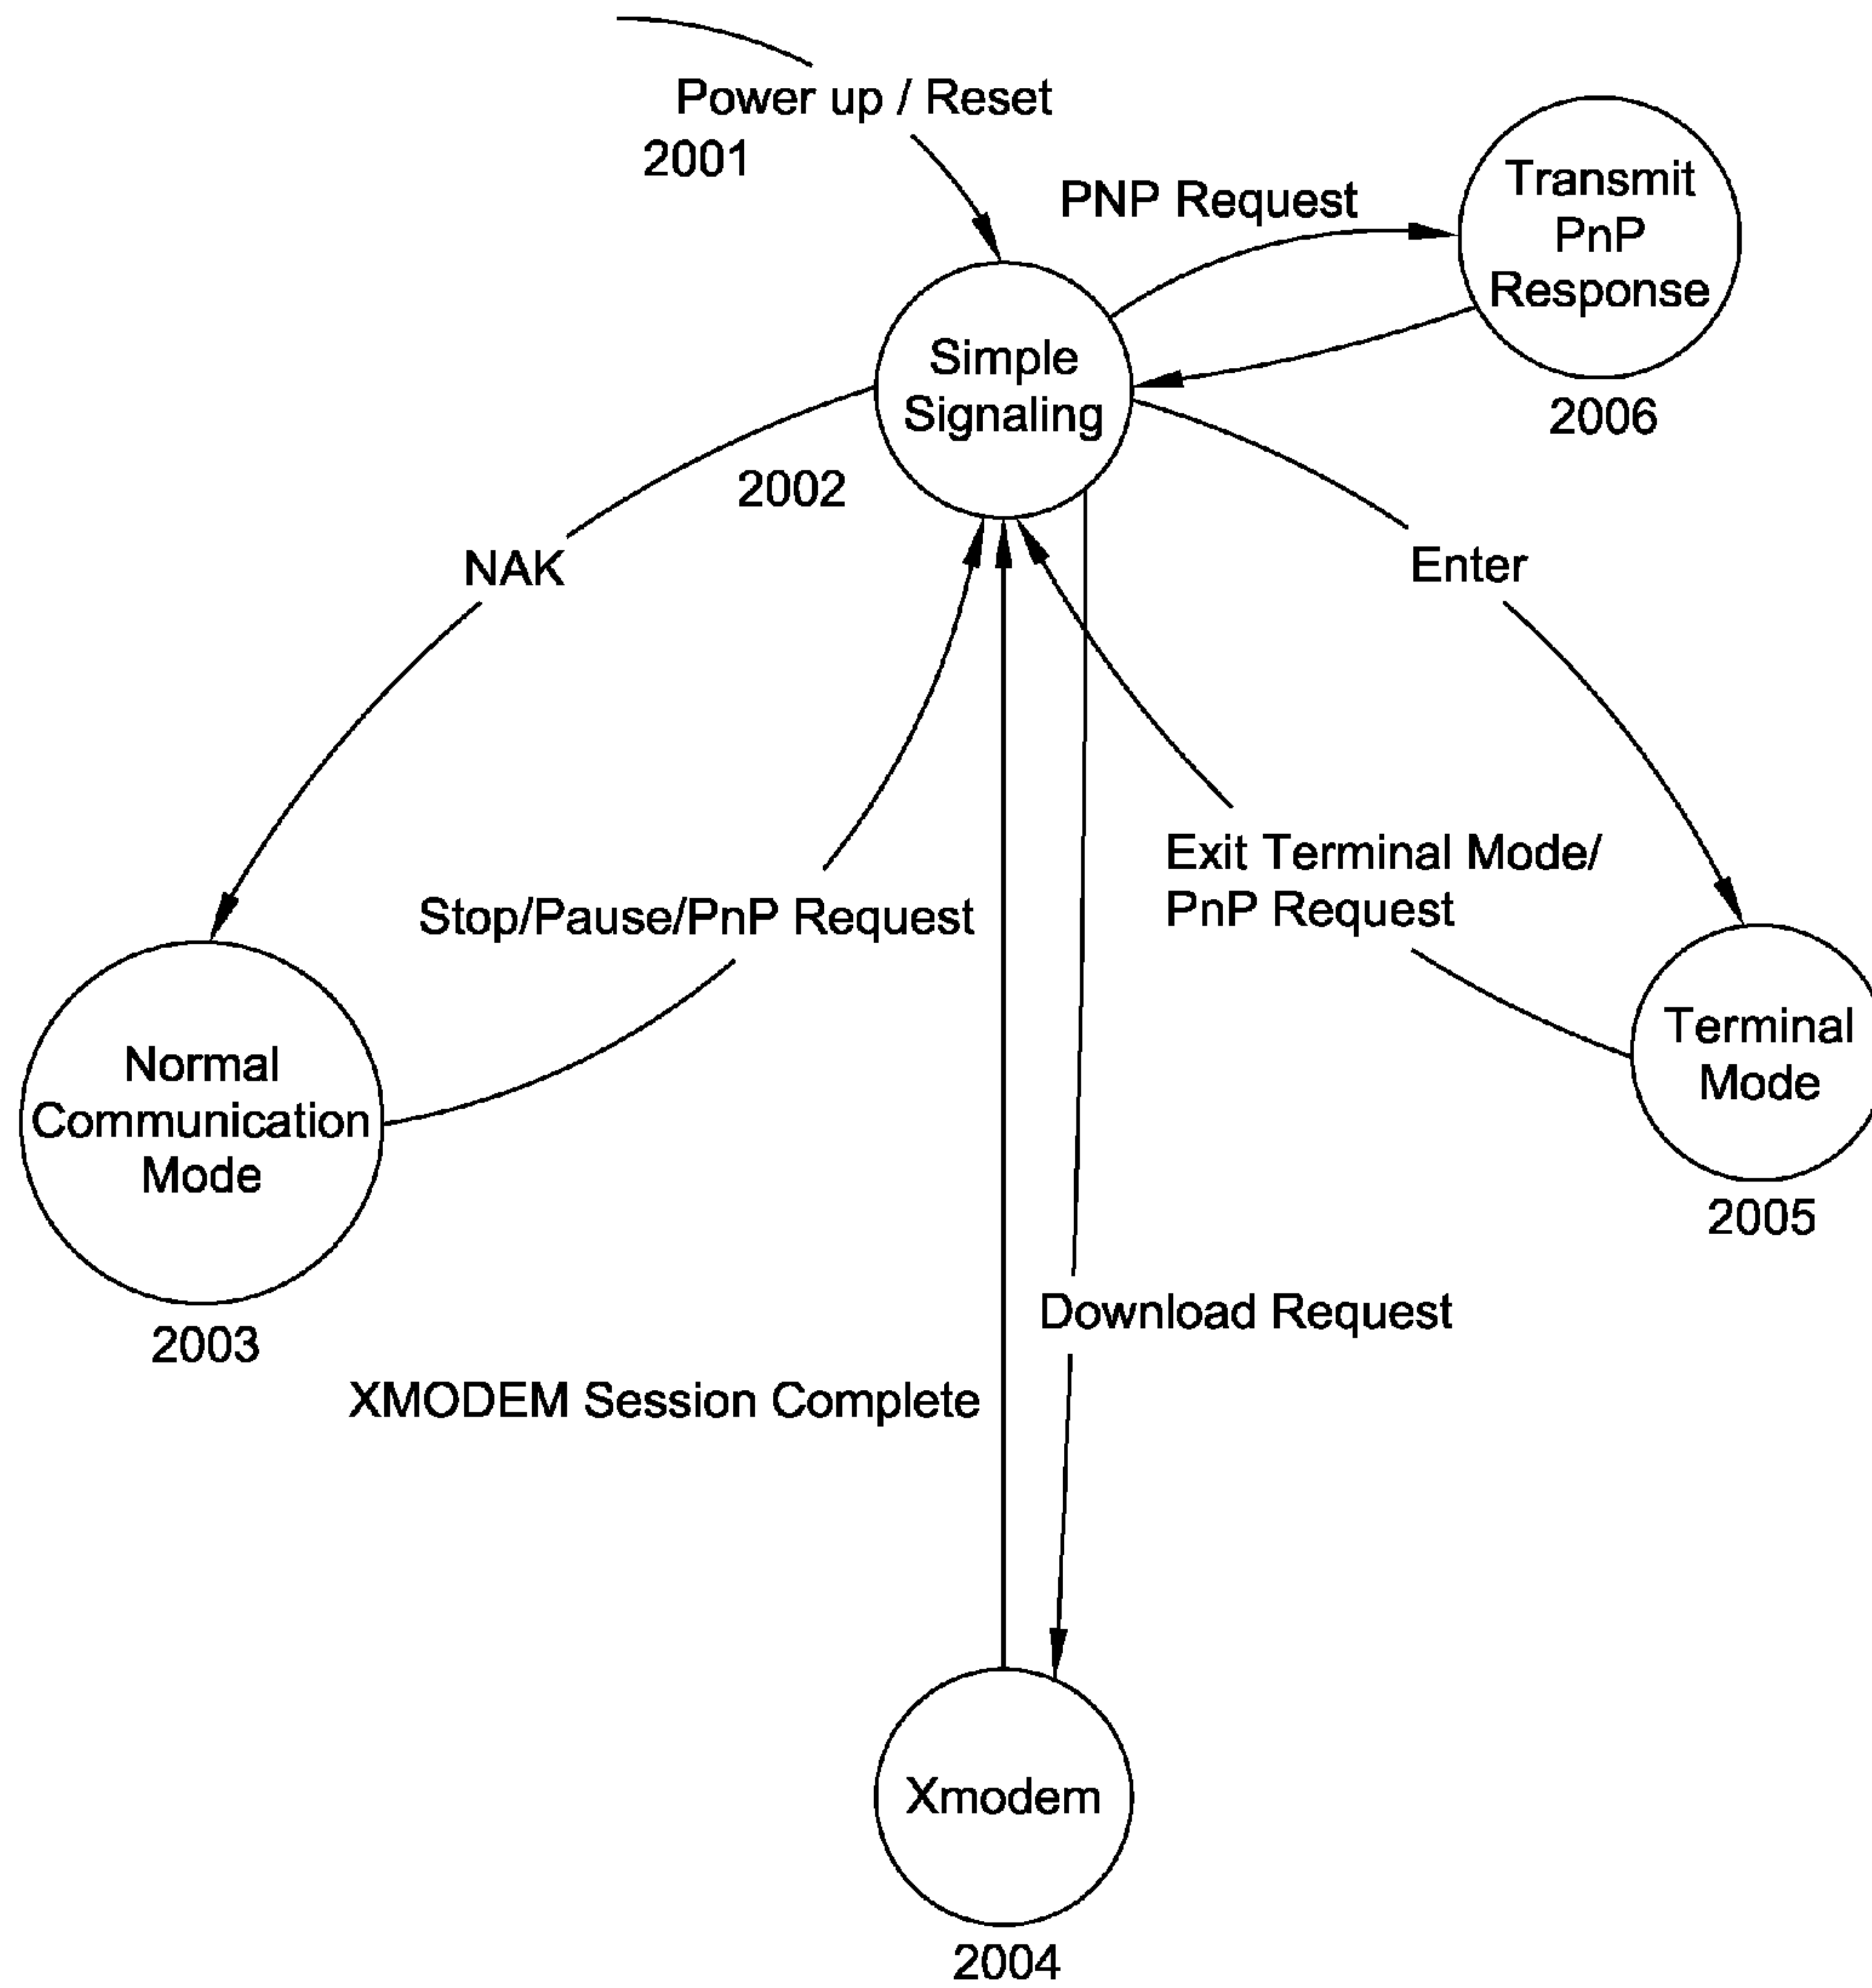 Power up / Reset
2001
PNP Request
Transmit
PnP
Response
2006
Simple
Signaling
2002
NAK
Enter
Stop/Pause/PnP Request
Exit Terminal Mode/
PnP Request
Normal
Communication
Mode
2003
Terminal
Mode
2005
Download Request
XMODEM Session Complete
Xmodem
2004